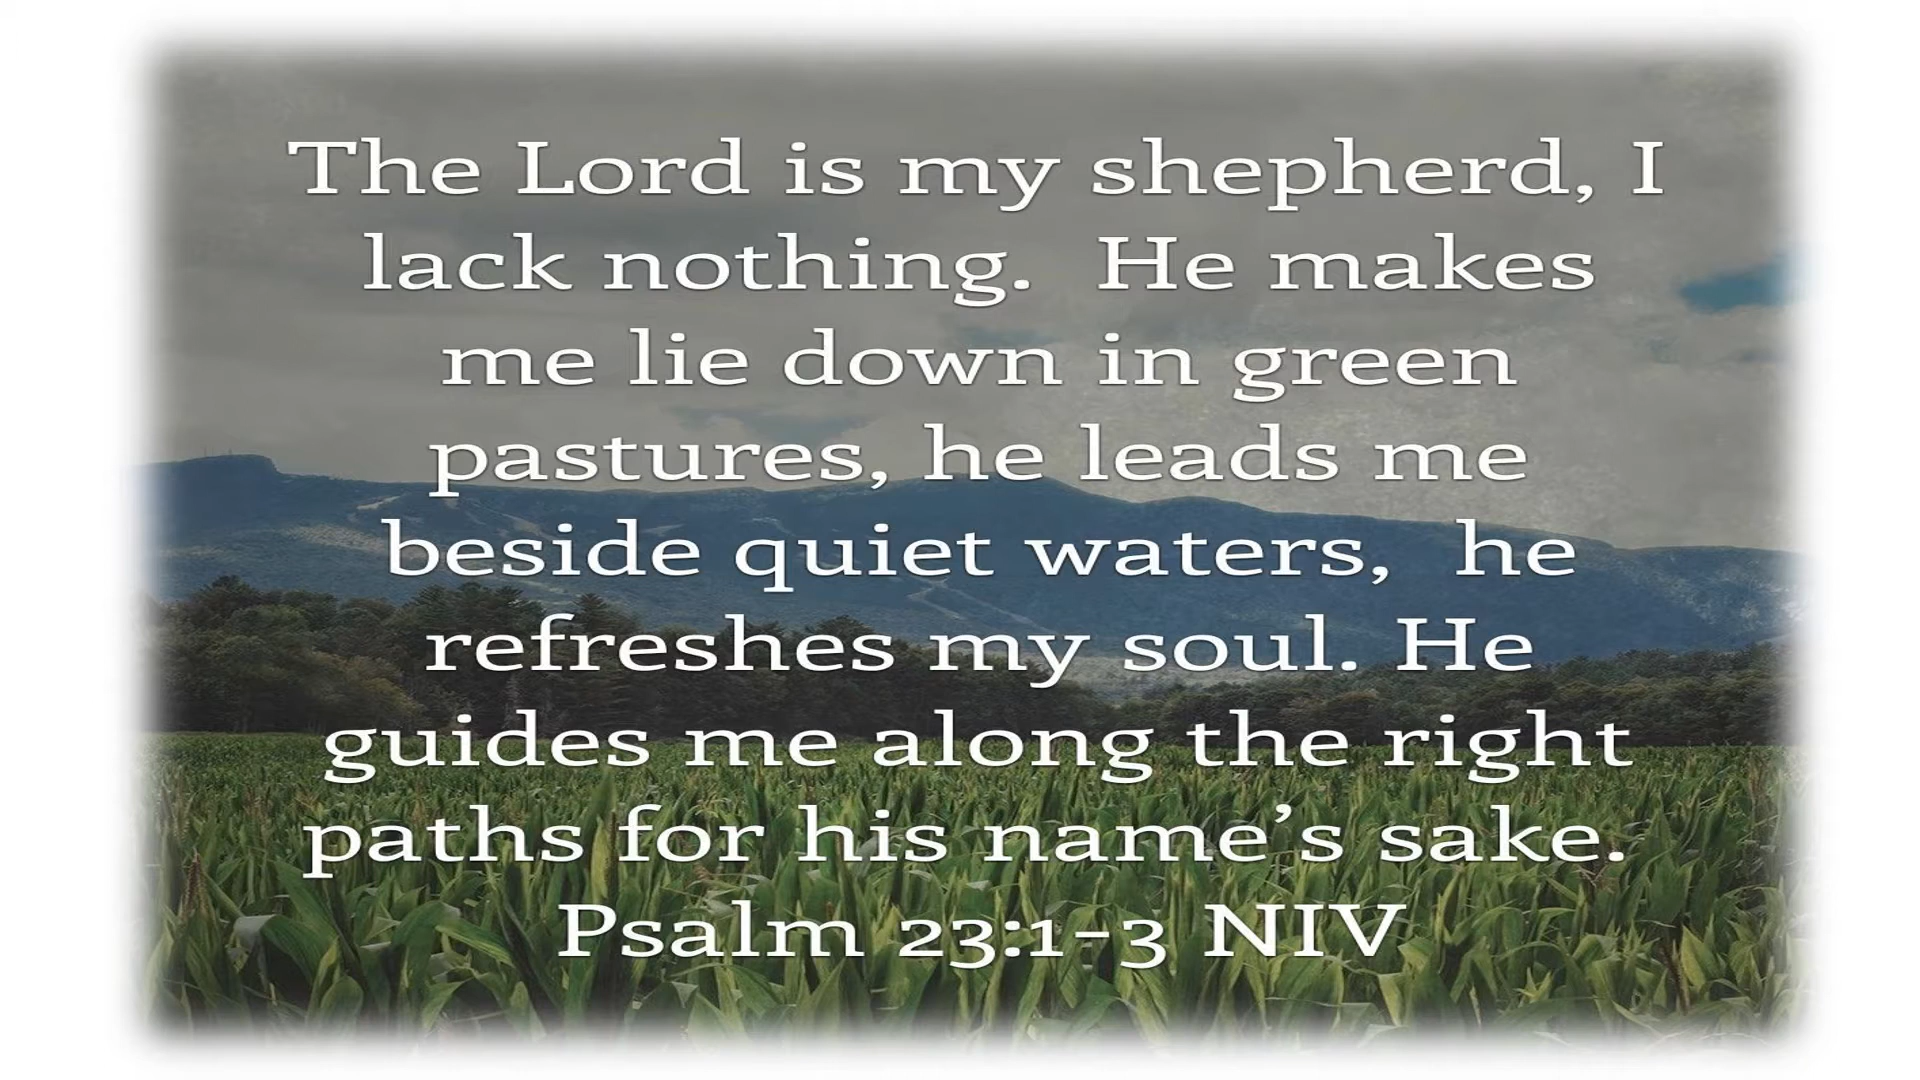 The Lord is my shepherd, I
lack nothing.  He makes
me lie down in green
pastures, he leads me
beside quiet waters,  he
refreshes my soul. He
guides me along the right
paths for his name’s sake.
Psalm 23:1-3 NIV